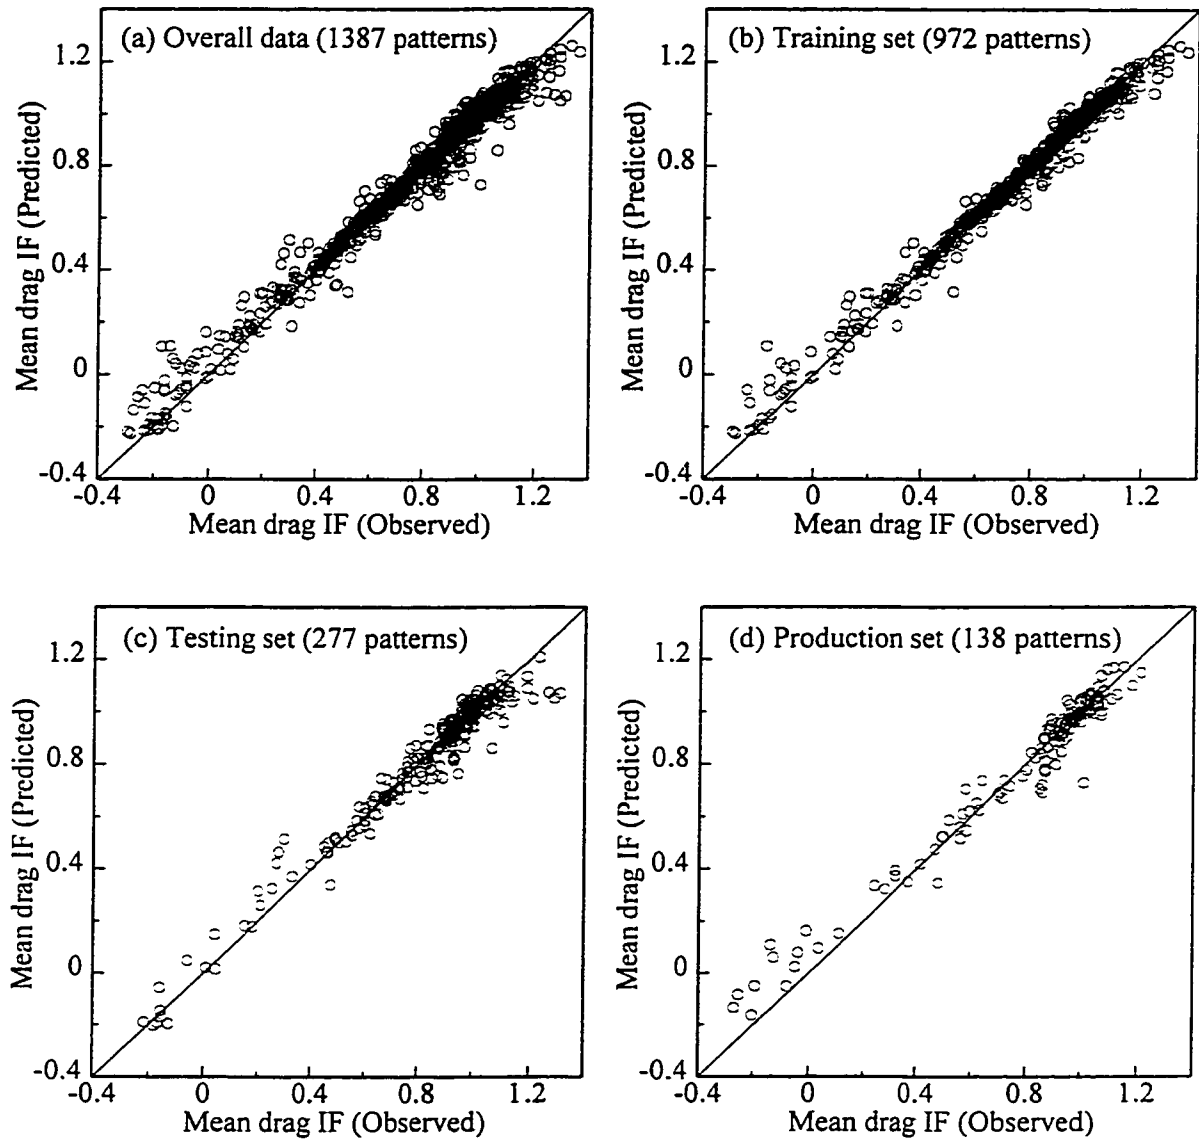 (a) Overall data (1387 patterns)
1.2
0.8
0.4
0
-0.4
-0.4 0 0.4 0.8 1.2
Mean drag IF (Predicted)
Mean drag IF (Observed)
(b) Training set (972 patterns)
1.2
0.8
0.4
0
-0.4
-0.4 0 0.4 0.8 1.2
Mean drag IF (Predicted)
Mean drag IF (Observed)
(c) Testing set (277 patterns)
1.2
0.8
0.4
0
-0.4
-0.4 0 0.4 0.8 1.2
Mean drag IF (Predicted)
Mean drag IF (Observed)
(d) Production set (138 patterns)
1.2
0.8
0.4
0
-0.4
-0.4 0 0.4 0.8 1.2
Mean drag IF (Predicted)
Mean drag IF (Observed)